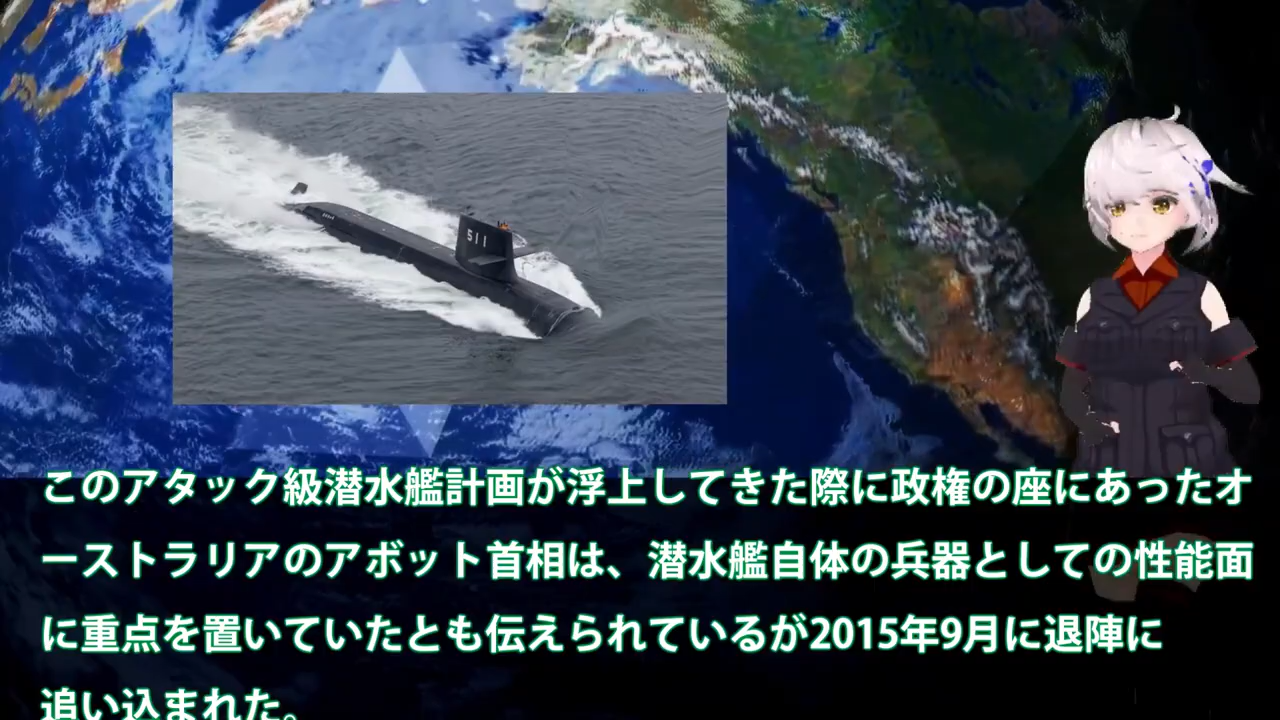 511
このアタック級潜水艦計画が浮上してきた際に政権の座にあったオ
ーストラリアのアボット首相は、潜水艦自体の兵器としての性能面
に重点を置いていたとも伝えられているが2015年9月に退陣に
追い込まれた。